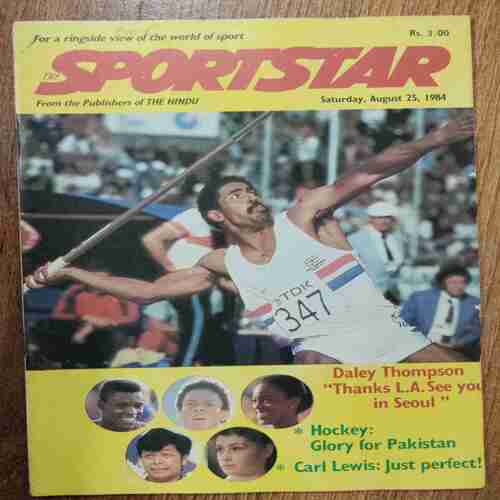 For a ringside view of the world of sport
Rs. 3.00
THE SPORTSTAR
From the Publishers of THE HINDU
Saturday, August 25, 1984
TDK
347
Daley Thompson
"Thanks L.A. See you
in Seoul"
* Hockey:
Glory for Pakistan
* Carl Lewis: Just perfect!